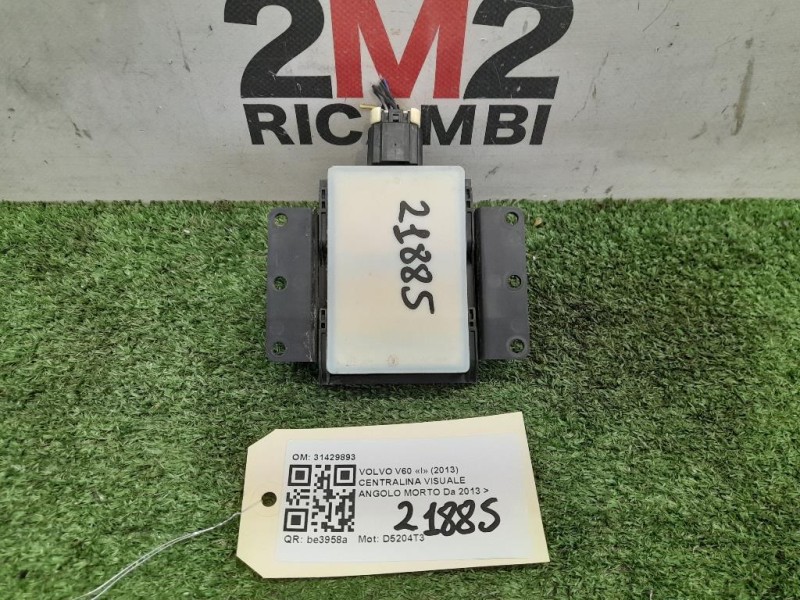 2M2
RICAMBI
21885
OM: 31429893
VOLVO V60 «I» (2013)
CENTRALINA VISUALE
ANGOLO MORTO Da 2013 >
21885
QR: be3958a Mot: D5204T3